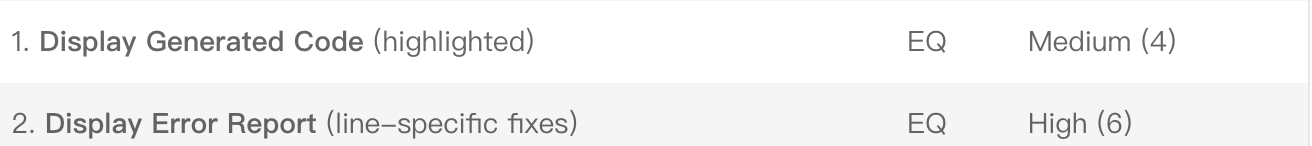 1. Display Generated Code (highlighted) EQ Medium (4)
2. Display Error Report (line–specific fixes) EQ High (6)